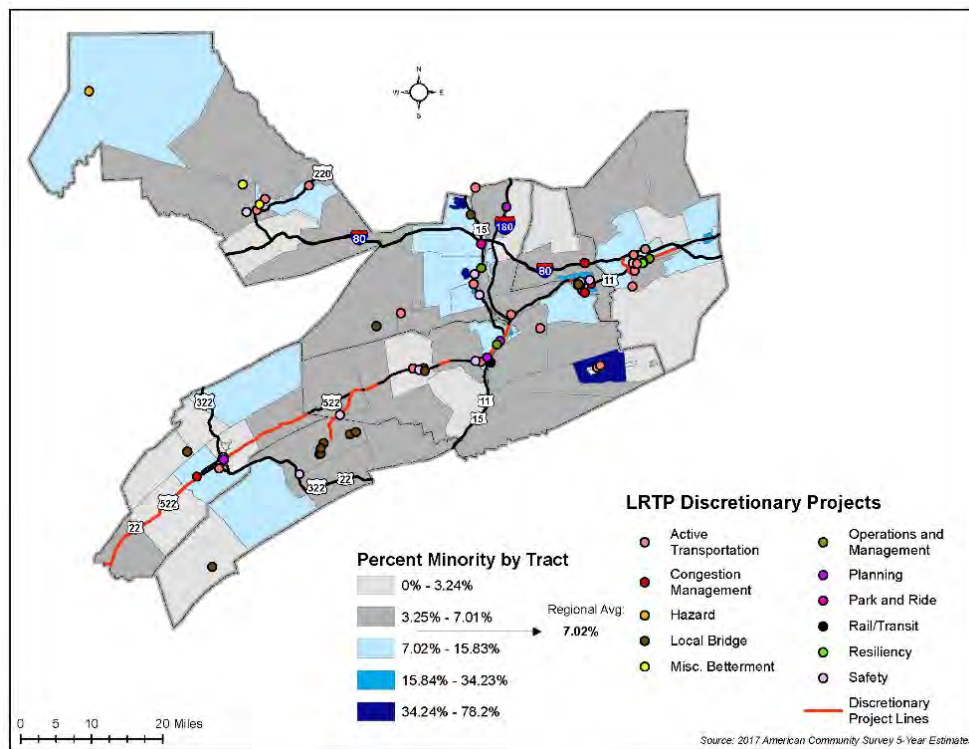 N
W E
S
220
80
15
180
80
11
322
522
11
15
322
22
522
22
LRTP Discretionary Projects
Active
Transportation
Congestion
Management
Hazard
Local Bridge
Misc. Betterment
Operations and
Management
Planning
Park and Ride
Rail/Transit
Resiliency
Safety
Discretionary
Project Lines
Percent Minority by Tract
0% - 3.24%
3.25% - 7.01%
Regional Avg:
7.02%
7.02% - 15.83%
15.84% - 34.23%
34.24% - 78.2%
0 5 10 20 Miles
Source: 2017 American Community Survey 5-Year Estimates